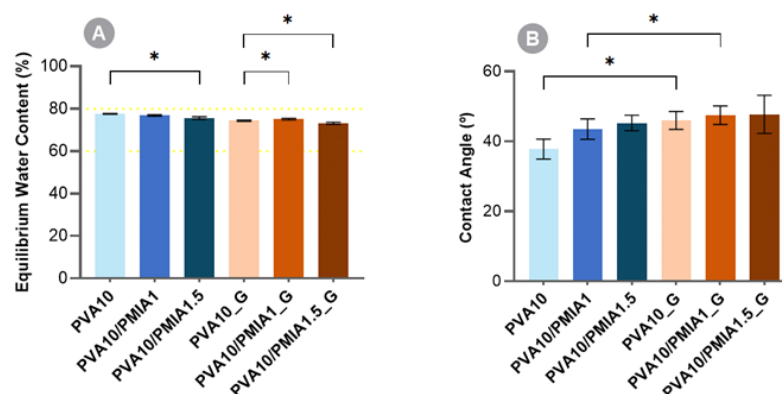 A
Equilibrium Water Content (%)
100
80
60
40
20
0
*
*
*
PVA10
PVA10/PMIA1
PVA10/PMIA1.5
PVA10_G
PVA10/PMIA1_G
PVA10/PMIA1.5_G
B
Contact Angle (º)
60
40
20
0
*
*
PVA10
PVA10/PMIA1
PVA10/PMIA1.5
PVA10_G
PVA10/PMIA1_G
PVA10/PMIA1.5_G